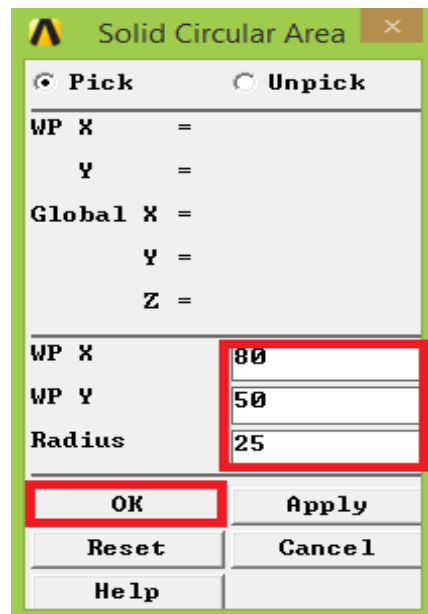 Solid Circular Area ×
Pick Unpick
WP X =
Y =
Global X =
Y =
Z =
WP X 80
WP Y 50
Radius 25
OK Apply
Reset Cancel
Help